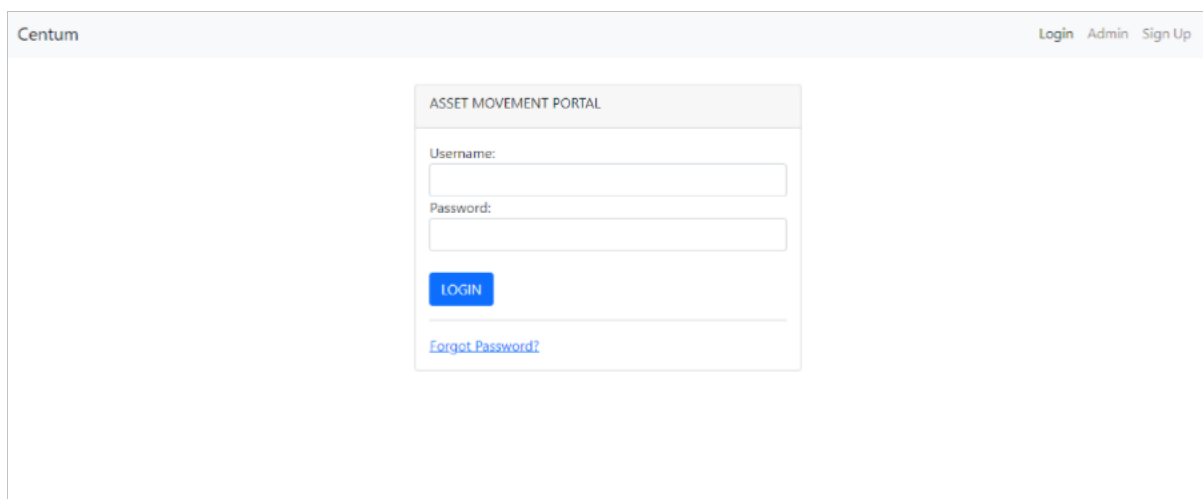 Centum
Login Admin Sign Up
ASSET MOVEMENT PORTAL
Username:
Password:
LOGIN
Forgot Password?